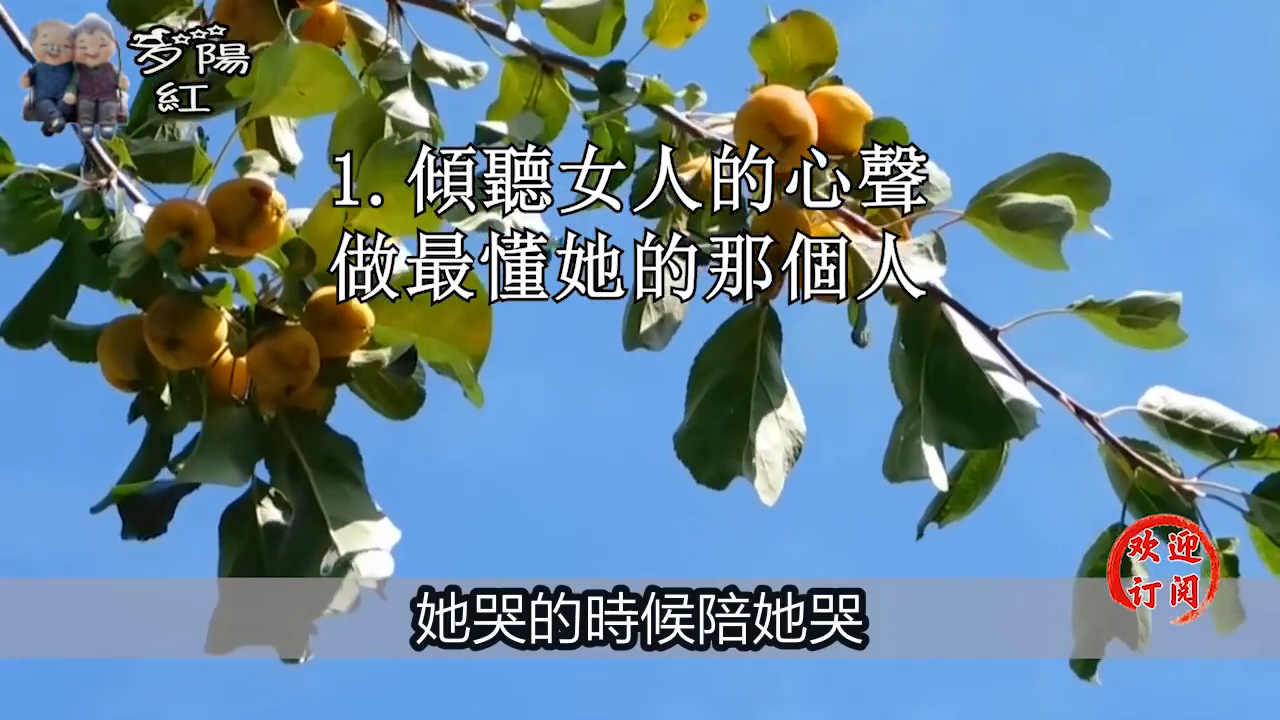 夕陽
紅
1.傾聽女人的心聲
做最懂她的那個人
欢迎
订阅
她哭的時候陪她哭